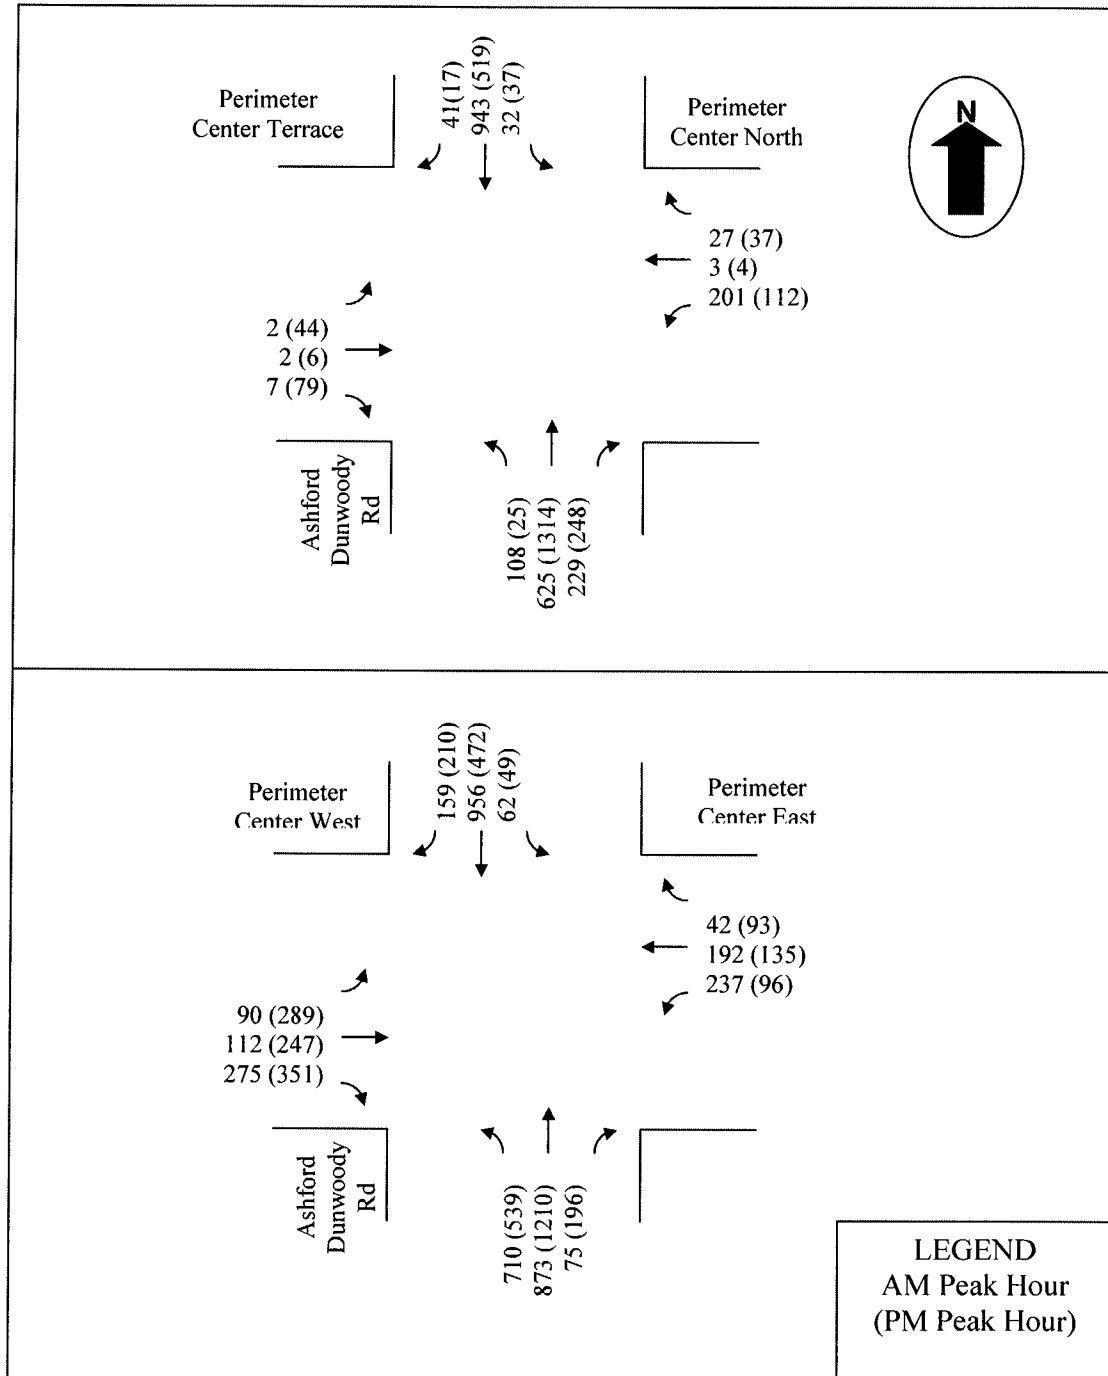 Perimeter
Center Terrace
41(17)
943 (519)
32 (37)
Perimeter
Center North
N
27 (37)
3 (4)
201 (112)
2 (44)
2 (6)
7 (79)
Ashford
Dunwoody
Rd
108 (25)
625 (1314)
229 (248)
Perimeter
Center West
159 (210)
956 (472)
62 (49)
Perimeter
Center East
42 (93)
192 (135)
237 (96)
90 (289)
112 (247)
275 (351)
Ashford
Dunwoody
Rd
710 (539)
873 (1210)
75 (196)
LEGEND
AM Peak Hour
(PM Peak Hour)